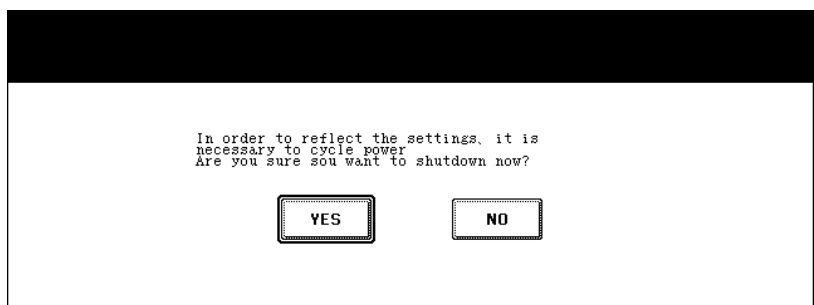 In order to reflect the settings、it is
necessary to cycle power
Are you sure sou want to shutdown now?
YES
NO